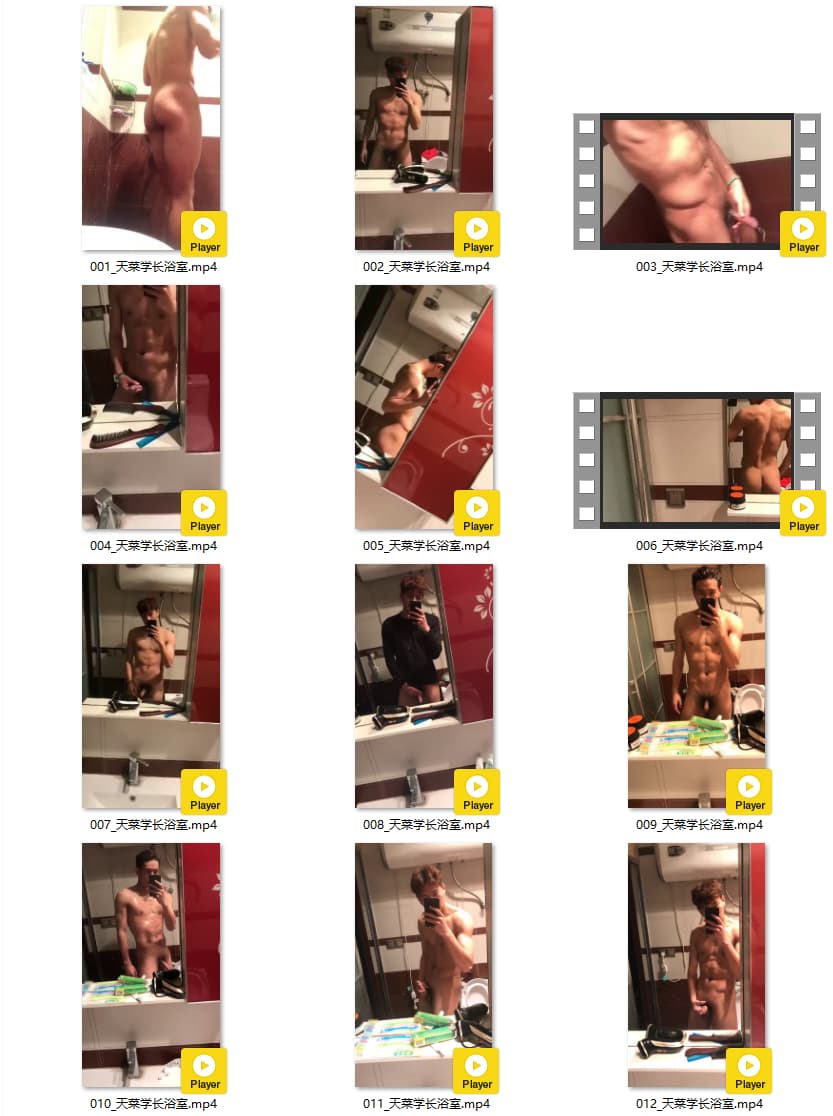 Player
Player
Player
001_天菜学长浴室.mp4
002_天菜学长浴室.mp4
003_天菜学长浴室.mp4
Player
Player
Player
004_天菜学长浴室.mp4
005_天菜学长浴室.mp4
006_天菜学长浴室.mp4
Player
Player
Player
007_天菜学长浴室.mp4
008_天菜学长浴室.mp4
009_天菜学长浴室.mp4
Player
Player
Player
010_天菜学长浴室.mp4
011_天菜学长浴室.mp4
012_天菜学长浴室.mp4